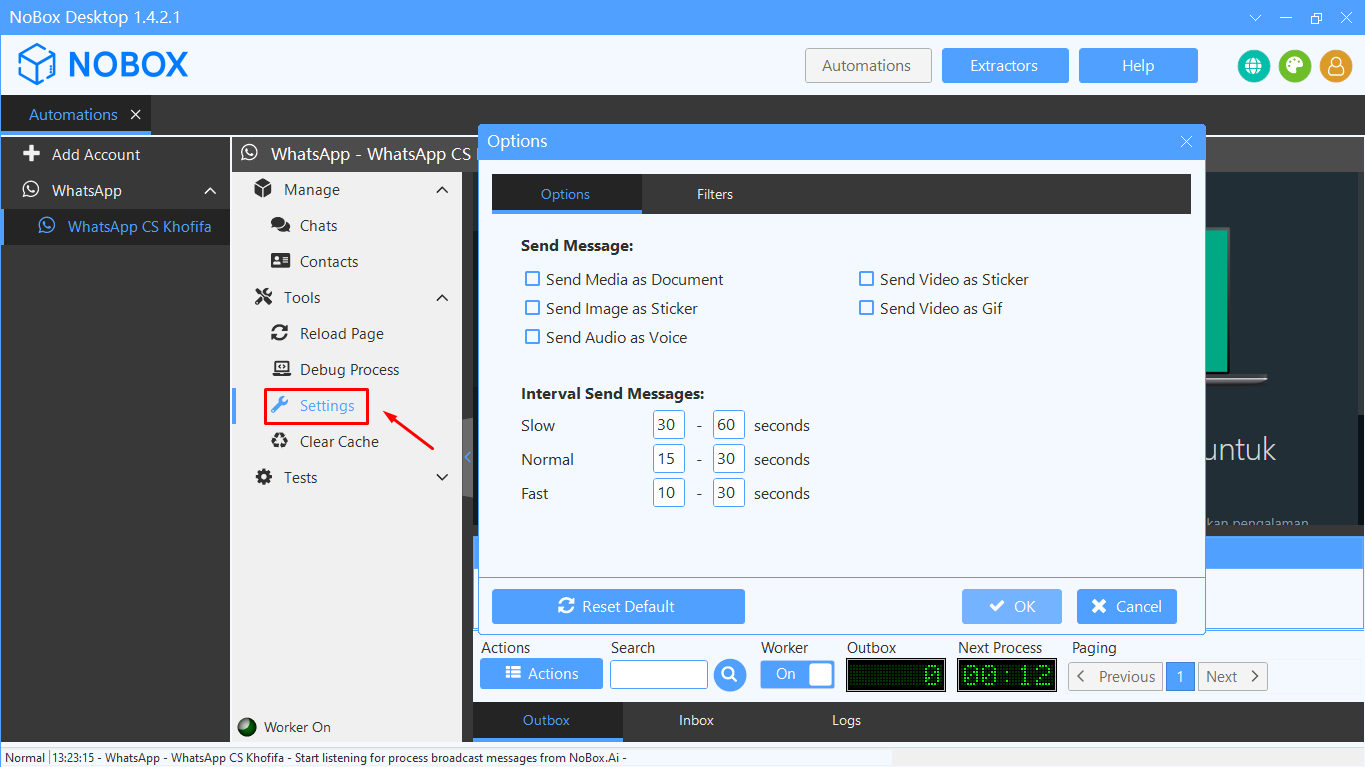 NoBox Desktop 1.4.2.1
NOBOX
Automations
Extractors
Help
Automations
Add Account
WhatsApp
WhatsApp CS Khofifa
WhatsApp - WhatsApp CS
Manage
Chats
Contacts
Tools
Reload Page
Debug Process
Settings
Clear Cache
Tests
Worker On
Options
Options
Filters
Send Message:
Send Media as Document
Send Video as Sticker
Send Image as Sticker
Send Video as Gif
Send Audio as Voice
Interval Send Messages:
Slow 30 - 60 seconds
Normal 15 - 30 seconds
Fast 10 - 30 seconds
Reset Default
OK
Cancel
untuk
kan pengalaman
Actions
Search
Worker
Outbox
Next Process
Paging
Actions
On
0
00:12
Previous
1
Next
Outbox
Inbox
Logs
Normal 13:23:15 - WhatsApp - WhatsApp CS Khofifa - Start listening for process broadcast messages from NoBox.Ai -